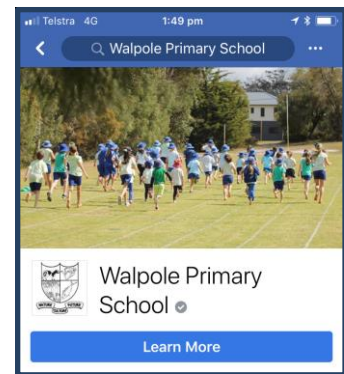 Telstra 4G 1:49 pm
Walpole Primary School
Walpole Primary
School
Learn More